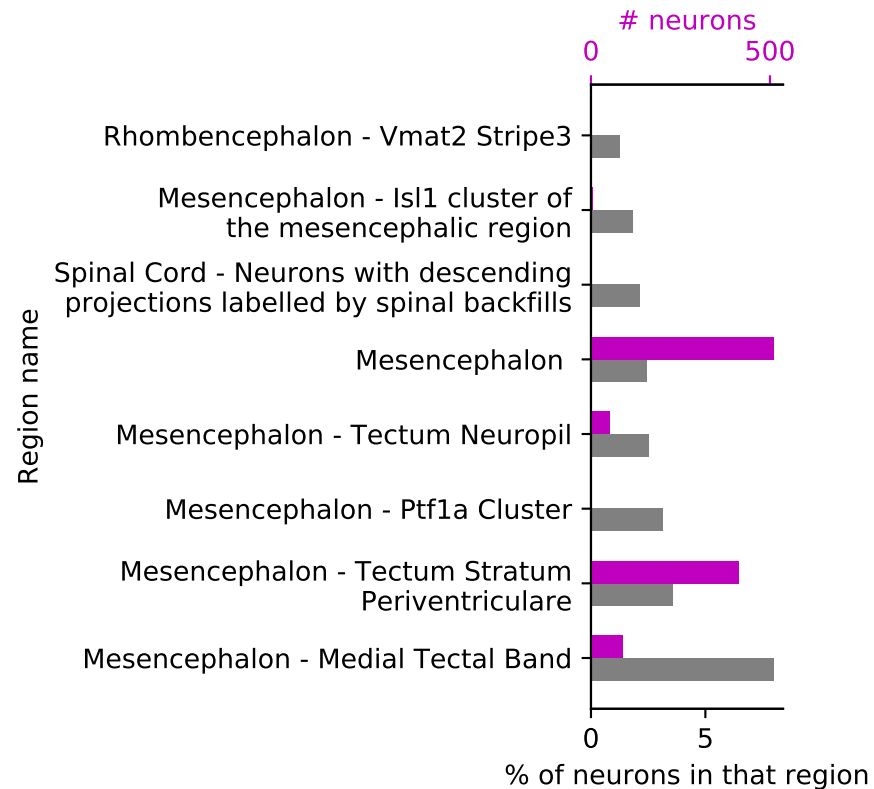 # neurons
0 500
Rhombencephalon - Vmat2 Stripe3
Mesencephalon - Isl1 cluster of
the mesencephalic region
Spinal Cord - Neurons with descending
projections labelled by spinal backfills
Mesencephalon
Mesencephalon - Tectum Neuropil
Mesencephalon - Ptf1a Cluster
Mesencephalon - Tectum Stratum
Periventriculare
Mesencephalon - Medial Tectal Band
Region name
0 5
% of neurons in that region